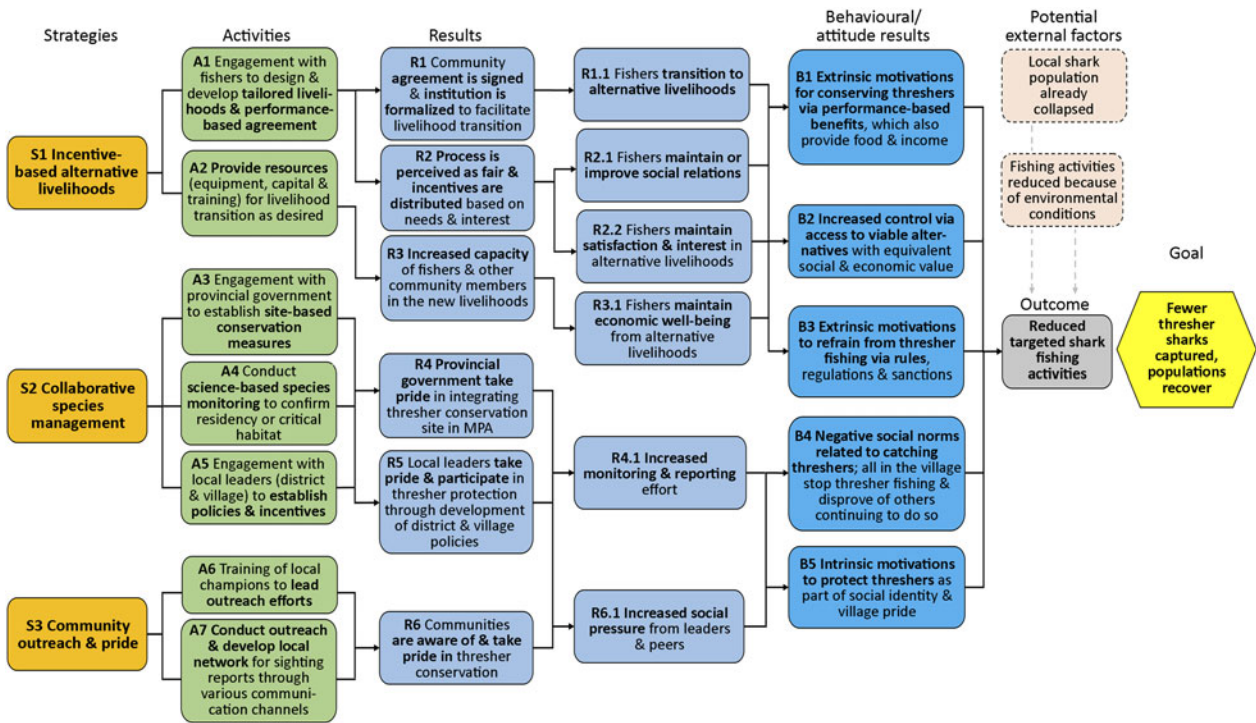 Strategies
Activities
Results
Behavioural/
attitude results
Potential
external factors
S1 Incentive-
based alternative
livelihoods
S2 Collaborative
species
management
S3 Community
outreach & pride
A1 Engagement with
fishers to design &
develop tailored liveli-
hoods & performance-
based agreement
A2 Provide resources
(equipment, capital &
training) for livelihood
transition as desired
A3 Engagement with
provincial government
to establish site-based
conservation
measures
A4 Conduct
science-based species
monitoring to confirm
residency or critical
habitat
A5 Engagement with
local leaders (district
& village) to establish
policies & incentives
A6 Training of local
champions to lead
outreach efforts
A7 Conduct outreach
& develop local
network for sighting
reports through
various communi-
cation channels
R1 Community
agreement is signed
& institution is
formalized to facilitate
livelihood transition
R2 Process is
perceived as fair &
incentives are
distributed based on
needs & interest
R3 Increased capacity
of fishers & other
community members
in the new livelihoods
R4 Provincial
government take
pride in integrating
thresher conservation
site in MPA
R5 Local leaders take
pride & participate in
thresher protection
through development
of district & village
policies
R6 Communities
are aware of & take
pride in thresher
conservation
R1.1 Fishers transition to
alternative livelihoods
R2.1 Fishers maintain or
improve social relations
R2.2 Fishers maintain
satisfaction & interest in
alternative livelihoods
R3.1 Fishers maintain
economic well-being
from alternative
livelihoods
R4.1 Increased
monitoring & reporting
effort
R6.1 Increased social
pressure from leaders
& peers
B1 Extrinsic motivations
for conserving threshers
via performance-based
benefits, which also
provide food & income
B2 Increased control via
access to viable alter-
natives with equivalent
social & economic value
B3 Extrinsic motivations
to refrain from thresher
fishing via rules,
regulations & sanctions
B4 Negative social norms
related to catching
threshers; all in the village
stop thresher fishing &
disprove of others
continuing to do so
B5 Intrinsic motivations
to protect threshers as
part of social identity &
village pride
Local shark
population
already
collapsed
Fishing activities
reduced because
of environmental
conditions
Outcome
Reduced
targeted shark
fishing
activities
Goal
Fewer
thresher
sharks
captured,
populations
recover